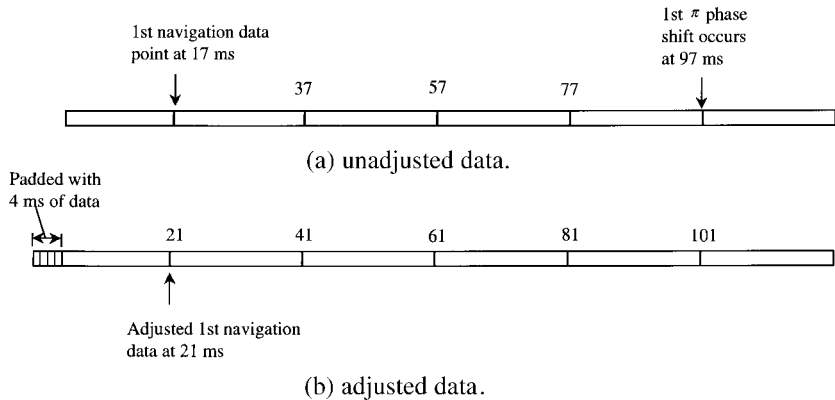 1st navigation data
point at 17 ms
1st π phase
shift occurs
at 97 ms
37 57 77
(a) unadjusted data.
Padded with
4 ms of data
21 41 61 81 101
Adjusted 1st navigation
data at 21 ms
(b) adjusted data.